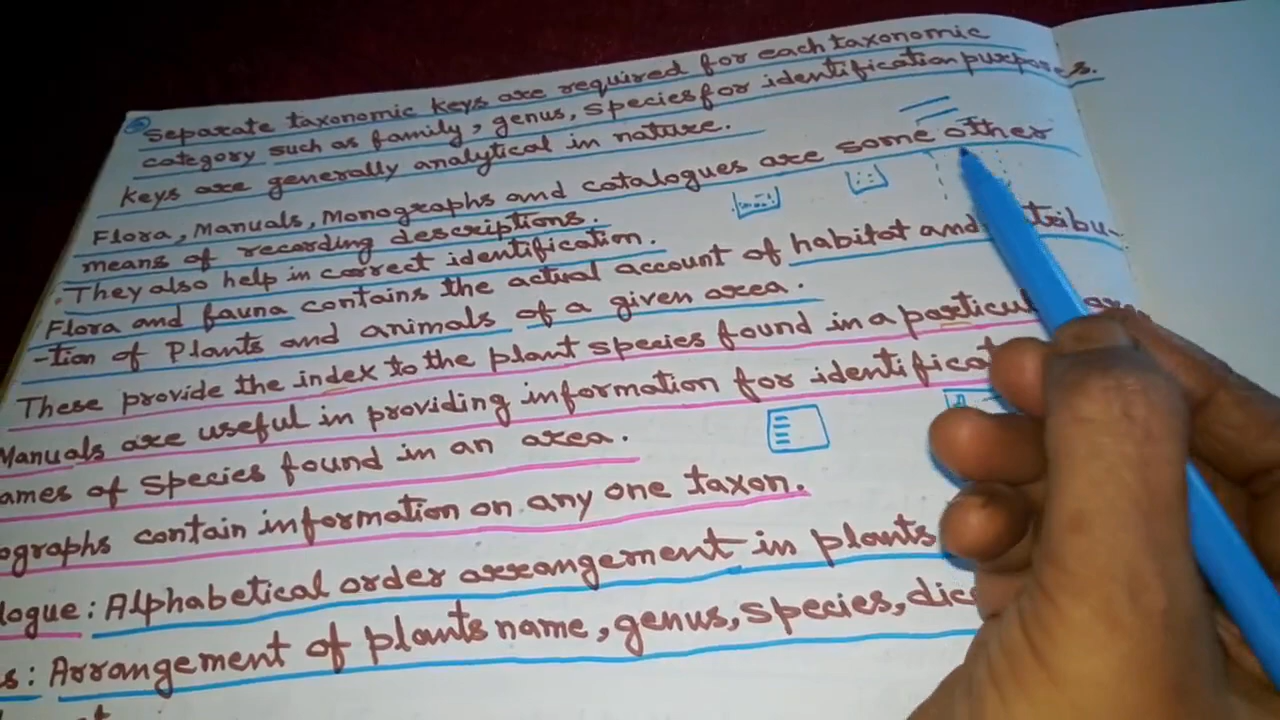 Separate taxonomic keys are required for each taxonomic
category such as family, genus, species for identification purposes.
keys are generally analytical in nature.
Flora, Manuals, Monographs and catalogues are some other
means of recording descriptions.
They also help in correct identification.
Flora and fauna contains the actual account of habitat and tribu-
-tion of Plants and animals of a given area.
These provide the index to the plant species found in a particul
Manuals are useful in providing information for identificat
ames of species found in an area.
ographs contain information on any one taxon.
logue: Alphabetical order arrangement in plants
s: Arrangement of plants name, genus, species, dic